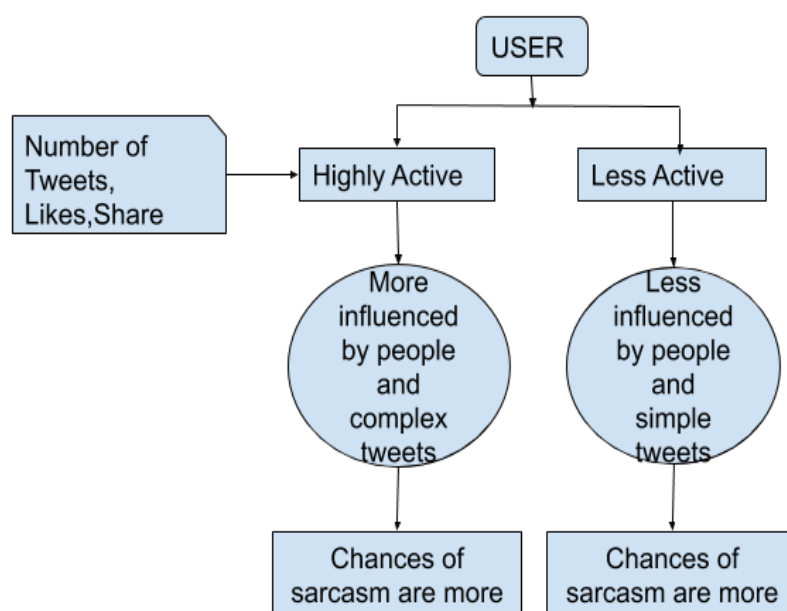 USER
Number of
Tweets,
Likes,Share
Highly Active
Less Active
More
influenced
by people
and
complex
tweets
Less
influenced
by people
and
simple
tweets
Chances of
sarcasm are more
Chances of
sarcasm are more